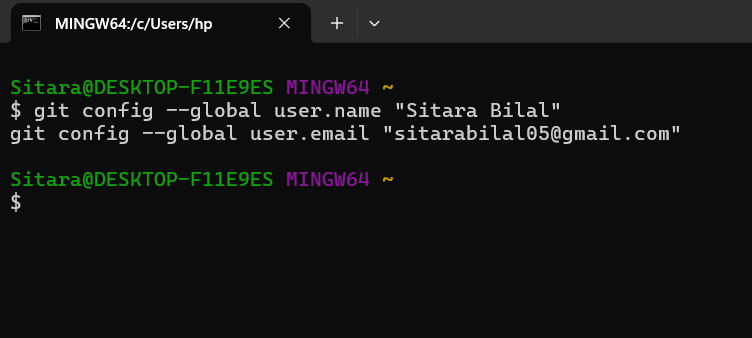 MINGW64:/c/Users/hp
Sitara@DESKTOP-F11E9ES MINGW64 ~
$ git config --global user.name "Sitara Bilal"
git config --global user.email "sitarabilal05@gmail.com"
Sitara@DESKTOP-F11E9ES MINGW64 ~
$